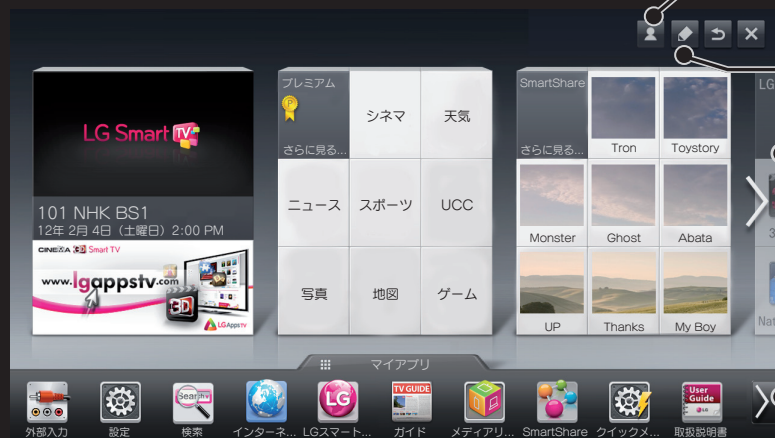 LG Smart TV
101 NHK BS1
12年 2月 4日（土曜日）2:00 PM
CINEMA 3D Smart TV
www.lgappstv.com
3D
LG Apps TV
プレミアム
P
さらに見る...
シネマ
天気
ニュース
スポーツ
UCC
写真
地図
ゲーム
SmartShare
さらに見る...
Tron
Toystory
Monster
Ghost
Abata
UP
Thanks
My Boy
LG
3
Nat
マイアプリ
Search
TV GUIDE
User
Guide
LG
外部入力
設定
検索
インターネ...
LGスマート...
ガイド
メディアリ...
SmartShare
クイックメ...
取扱説明書